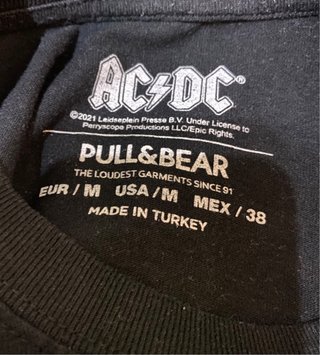 AC⚡DC
©2021 Leidseplein Presse B.V. Under License to
Perryscope Productions LLC/Epic Rights.
PULL&BEAR
THE LOUDEST GARMENTS SINCE 91'
EUR / M USA / M MEX / 38
MADE IN TURKEY